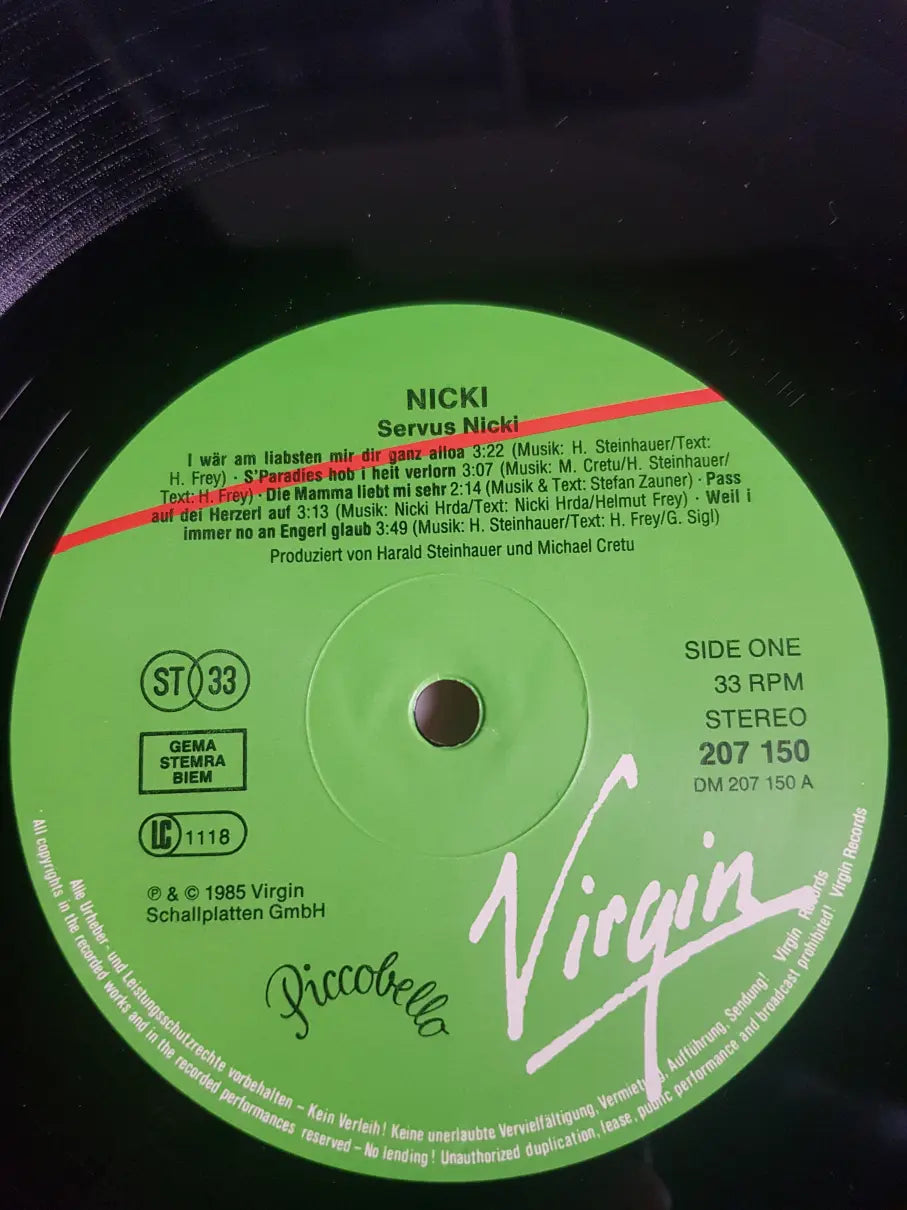 NICKI
Servus Nicki
I wär am liabsten mir dir ganz alloa 3:22 (Musik: H. Steinhauer/Text:
H. Frey) · S'Paradies hob i heit verlorn 3:07 (Musik: M. Cretu/H. Steinhauer/
Text: H. Frey) · Die Mamma liebt mi sehr 2:14 (Musik & Text: Stefan Zauner) · Pass
auf dei Herzerl auf 3:13 (Musik: Nicki Hrda/Text: Nicki Hrda/Helmut Frey) · Weil i
immer no an Engerl glaub 3:49 (Musik: H. Steinhauer/Text: H. Frey/G. Sigl)
Produziert von Harald Steinhauer und Michael Cretu
ST 33
GEMA
STEMRA
BIEM
LC 1118
℗ & © 1985 Virgin
Schallplatten GmbH
SIDE ONE
33 RPM
STEREO
207 150
DM 207 150 A
Piccobello
Virgin
Alle Urheber- und Leistungsschutzrechte vorbehalten – Kein Verleih! Keine unerlaubte Vervielfältigung, Vermietung, Aufführung, Sendung! Virgin Records
All copyrights in the recorded works and in the recorded performances reserved – No lending! Unauthorized duplication, lease, public performance and broadcast prohibited! Virgin Records